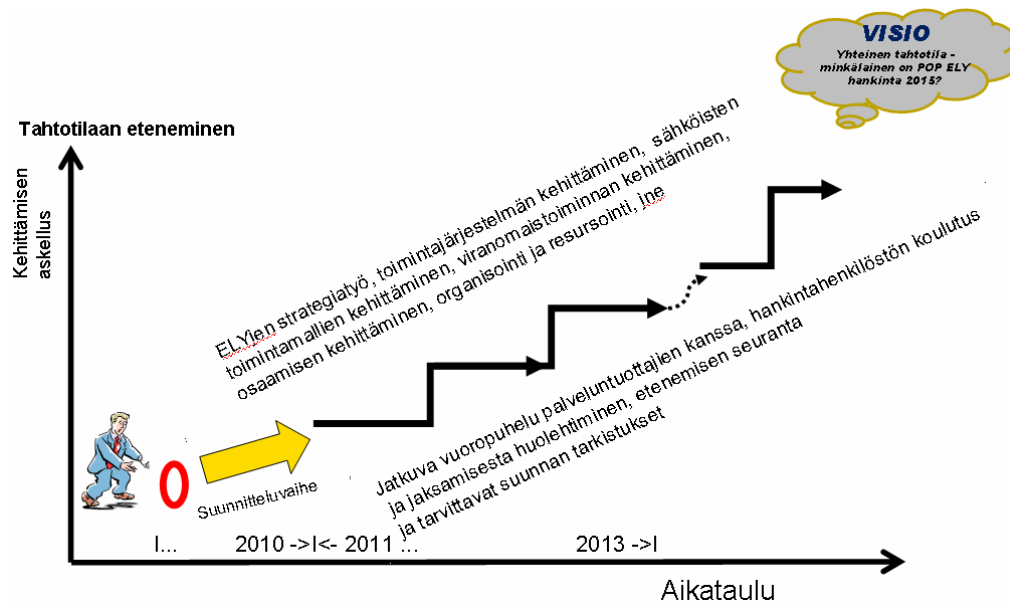 VISIO
Yhteinen tahtotila -
minkälainen on POP ELY
hankinta 2015?
Tahtotilaan eteneminen
Kehittämisen
askellus
ELYjen strategiatyö, toimintajärjestelmän kehittäminen, sähköisten
toimintamallien kehittäminen, viranomaistoiminnan kehittäminen,
osaamisen kehittäminen, organisointi ja resursointi, jne
Jatkuva vuoropuhelu palveluntuottajien kanssa, hankintahenkilöstön koulutus
ja jaksamisesta huolehtiminen, etenemisen seuranta
ja tarvittavat suunnan tarkistukset
Suunnitteluvaihe
I... 2010 ->I<- 2011 ... 2013 ->I
Aikataulu